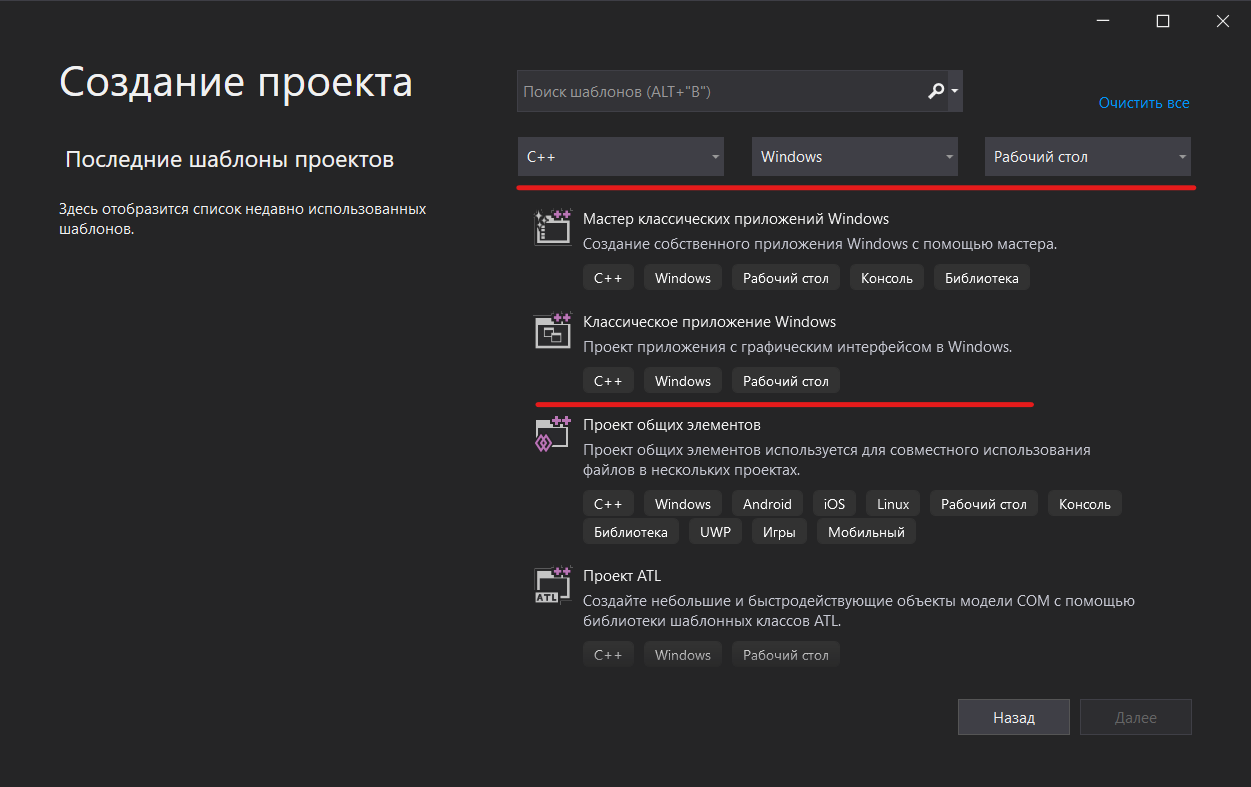 Создание проекта
Последние шаблоны проектов
Здесь отобразится список недавно использованных
шаблонов.
Поиск шаблонов (ALT+"B")
Очистить все
C++ Windows Рабочий стол
Мастер классических приложений Windows
Создание собственного приложения Windows с помощью мастера.
C++ Windows Рабочий стол Консоль Библиотека
Классическое приложение Windows
Проект приложения с графическим интерфейсом в Windows.
C++ Windows Рабочий стол
Проект общих элементов
Проект общих элементов используется для совместного использования
файлов в нескольких проектах.
C++ Windows Android iOS Linux Рабочий стол Консоль
Библиотека UWP Игры Мобильный
ATL
Проект ATL
Создайте небольшие и быстродействующие объекты модели COM с помощью
библиотеки шаблонных классов ATL.
C++ Windows Рабочий стол
Назад Далее